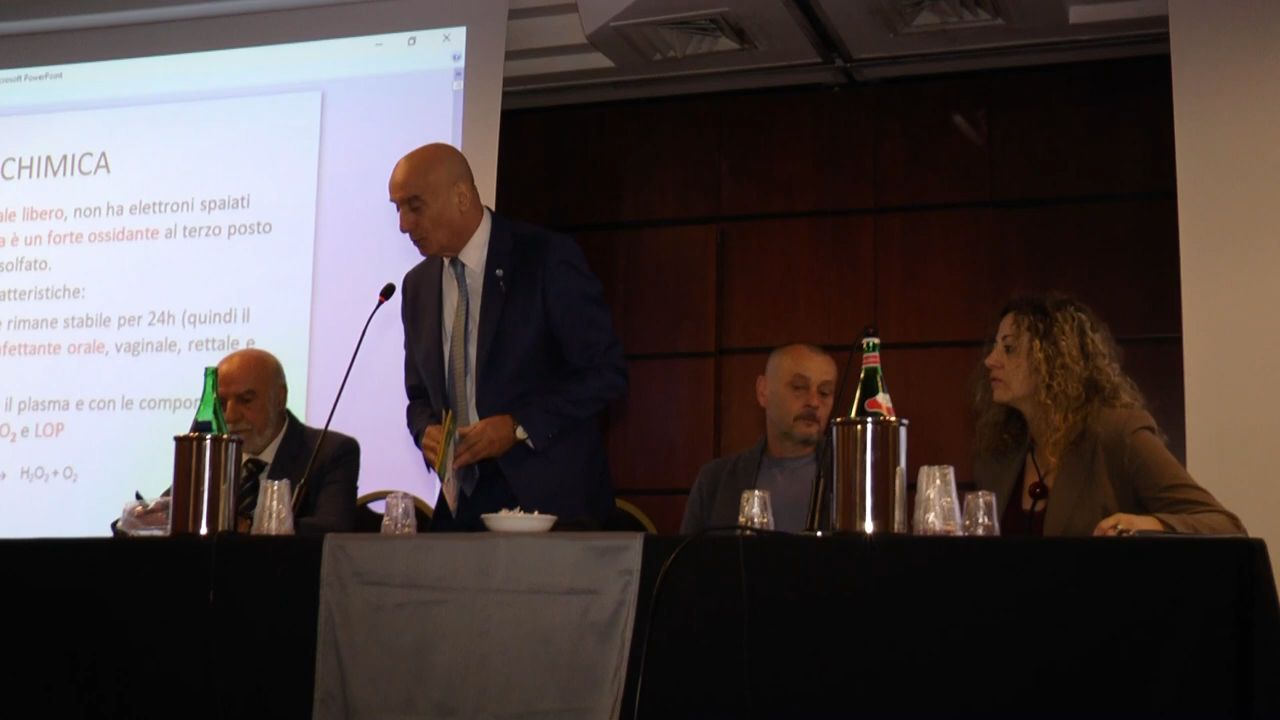 Microsoft PowerPoint
CHIMICA
ale libero, non ha elettroni spaiati
a è un forte ossidante al terzo posto
solfato.
atteristiche:
e rimane stabile per 24h (quindi il
nfettante orale, vaginale, rettale e
il plasma e con le compon
O₂ e LOP
→ H₂O₂ + O₂